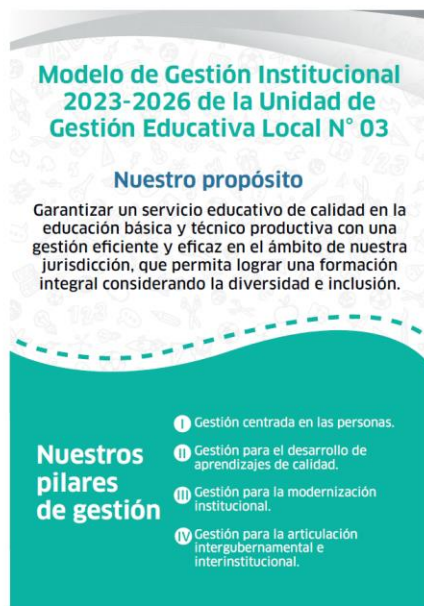 Modelo de Gestión Institucional
2023-2026 de la Unidad de
Gestión Educativa Local N° 03
Nuestro propósito
Garantizar un servicio educativo de calidad en la
educación básica y técnico productiva con una
gestión eficiente y eficaz en el ámbito de nuestra
jurisdicción, que permita lograr una formación
integral considerando la diversidad e inclusión.
Nuestros
pilares
de gestión
I Gestión centrada en las personas.
II Gestión para el desarrollo de
aprendizajes de calidad.
III Gestión para la modernización
institucional.
IV Gestión para la articulación
intergubernamental e
interinstitucional.